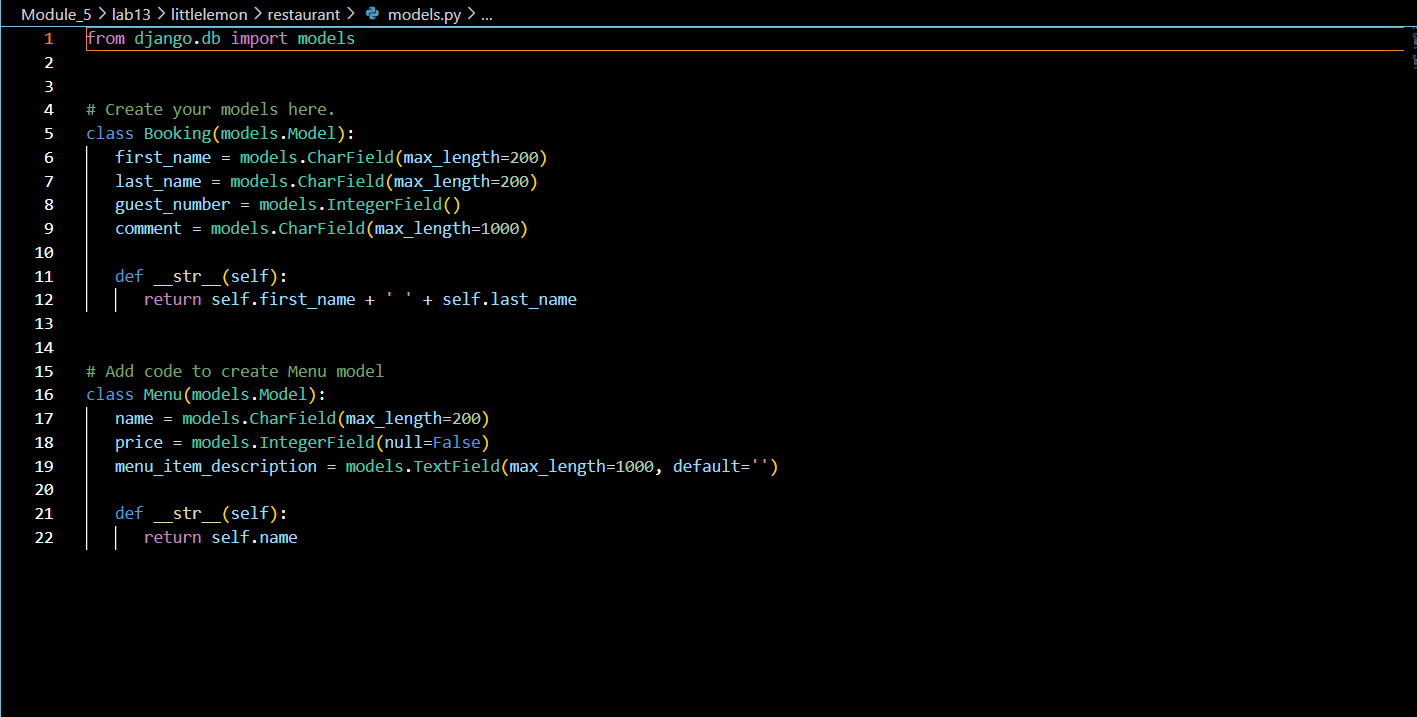 Module_5 > lab13 > littlelemon > restaurant > models.py > ...
1 from django.db import models
2
3
4 # Create your models here.
5 class Booking(models.Model):
6     first_name = models.CharField(max_length=200)
7     last_name = models.CharField(max_length=200)
8     guest_number = models.IntegerField()
9     comment = models.CharField(max_length=1000)
10
11     def __str__(self):
12         return self.first_name + ' ' + self.last_name
13
14
15 # Add code to create Menu model
16 class Menu(models.Model):
17     name = models.CharField(max_length=200)
18     price = models.IntegerField(null=False)
19     menu_item_description = models.TextField(max_length=1000, default='')
20
21     def __str__(self):
22         return self.name